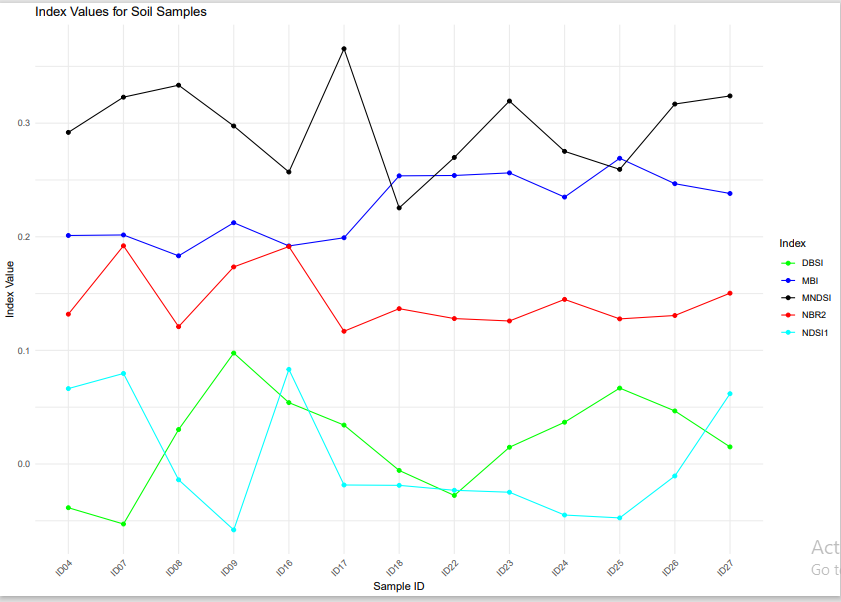 Index Values for Soil Samples
0.3
0.2
0.1
0.0
Index Value
ID04 ID07 ID08 ID09 ID16 ID17 ID18 ID22 ID23 ID24 ID25 ID26 ID27
Sample ID
Index
DBSI
MBI
MNDSI
NBR2
NDSI1
Act
Go t